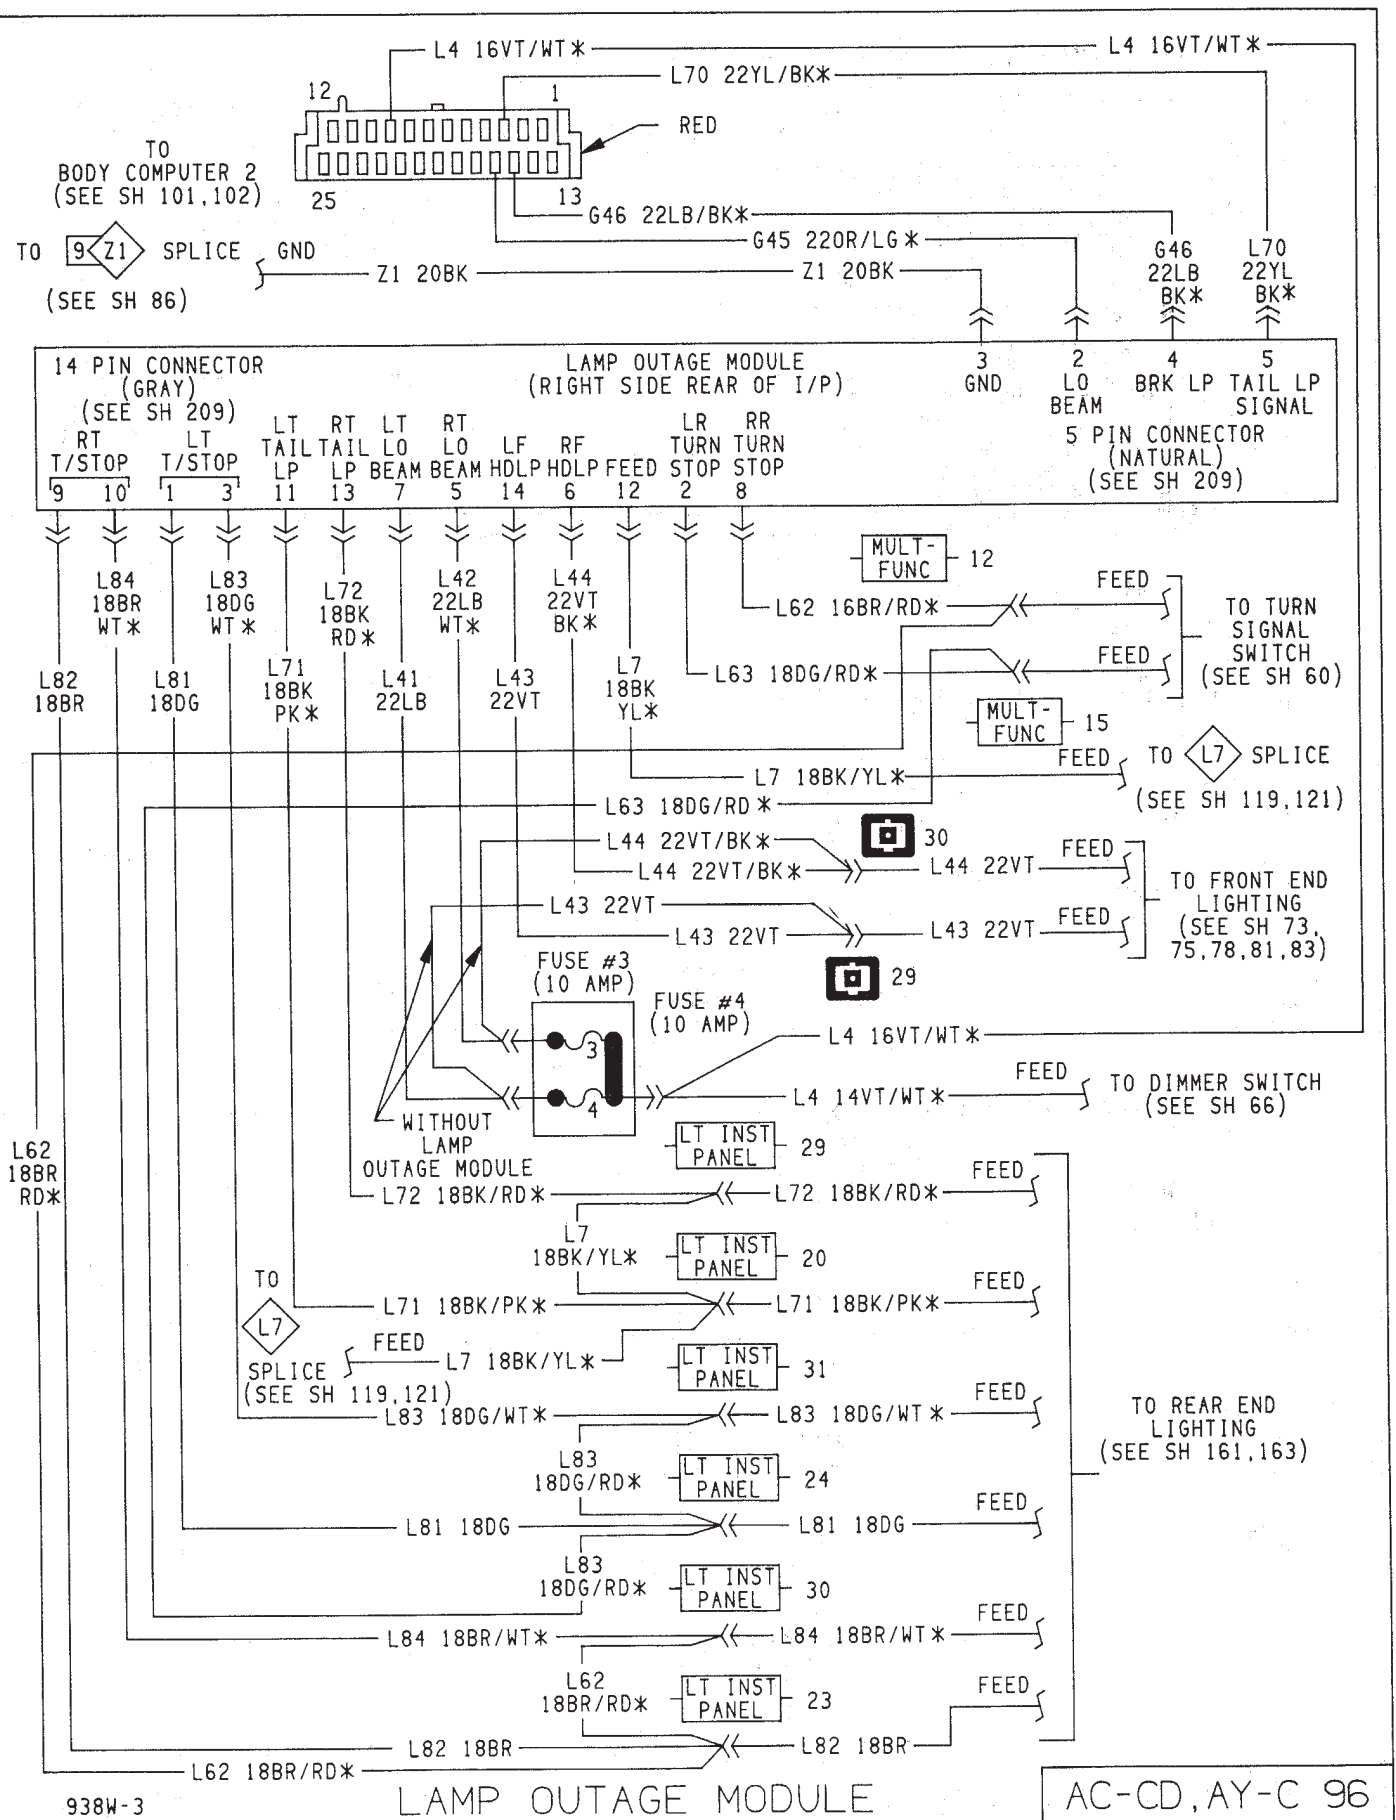 L4 16VT/WT* L4 16VT/WT*
L70 22YL/BK*
12 1
RED
TO
BODY COMPUTER 2
(SEE SH 101,102)
25 13
G46 22LB/BK*
G45 22OR/LG*
TO 9 Z1 SPLICE GND
(SEE SH 86)
Z1 20BK Z1 20BK
G46
22LB
BK*
L70
22YL
BK*
14 PIN CONNECTOR
(GRAY)
(SEE SH 209)
LAMP OUTAGE MODULE
(RIGHT SIDE REAR OF I/P)
3
GND
2
LO
BEAM
4
BRK LP
5
TAIL LP
SIGNAL
5 PIN CONNECTOR
(NATURAL)
(SEE SH 209)
RT
T/STOP
9 10
LT
T/STOP
1 3
LT
TAIL
LP
11
RT
TAIL
LP
13
LT
LO
BEAM
7
RT
LO
BEAM
5
LF
HDLP
14
RF
HDLP
6
FEED
12
LR
TURN
STOP
2
RR
TURN
STOP
8
L84
18BR
WT*
L83
18DG
WT*
L72
18BK
RD*
L42
22LB
WT*
L44
22VT
BK*
L82
18BR
L81
18DG
L71
18BK
PK*
L41
22LB
L43
22VT
L7
18BK
YL*
MULT-
FUNC
12
L62 16BR/RD* FEED
L63 18DG/RD* FEED
TO TURN
SIGNAL
SWITCH
(SEE SH 60)
MULT-
FUNC
15
L7 18BK/YL* FEED TO L7 SPLICE
(SEE SH 119,121)
L63 18DG/RD*
L44 22VT/BK*
30
L44 22VT/BK* L44 22VT FEED
L43 22VT
L43 22VT L43 22VT FEED
TO FRONT END
LIGHTING
(SEE SH 73,
75,78,81,83)
29
FUSE #3
(10 AMP)
FUSE #4
(10 AMP)
3
4
L4 16VT/WT*
L4 14VT/WT* FEED
TO DIMMER SWITCH
(SEE SH 66)
WITHOUT
LAMP
OUTAGE MODULE
L62
18BR
RD*
LT INST
PANEL
29
L72 18BK/RD* L72 18BK/RD* FEED
L7
18BK/YL*
LT INST
PANEL
20
L71 18BK/PK* L71 18BK/PK* FEED
TO
L7
SPLICE
(SEE SH 119,121)
FEED
L7 18BK/YL*
LT INST
PANEL
31
L83 18DG/WT* L83 18DG/WT* FEED
L83
18DG/RD*
LT INST
PANEL
24
L81 18DG L81 18DG FEED
L83
18DG/RD*
LT INST
PANEL
30
L84 18BR/WT* L84 18BR/WT* FEED
L62
18BR/RD*
LT INST
PANEL
23
L82 18BR L82 18BR FEED
L62 18BR/RD*
TO REAR END
LIGHTING
(SEE SH 161,163)
938W-3
LAMP OUTAGE MODULE
AC-CD,AY-C 96